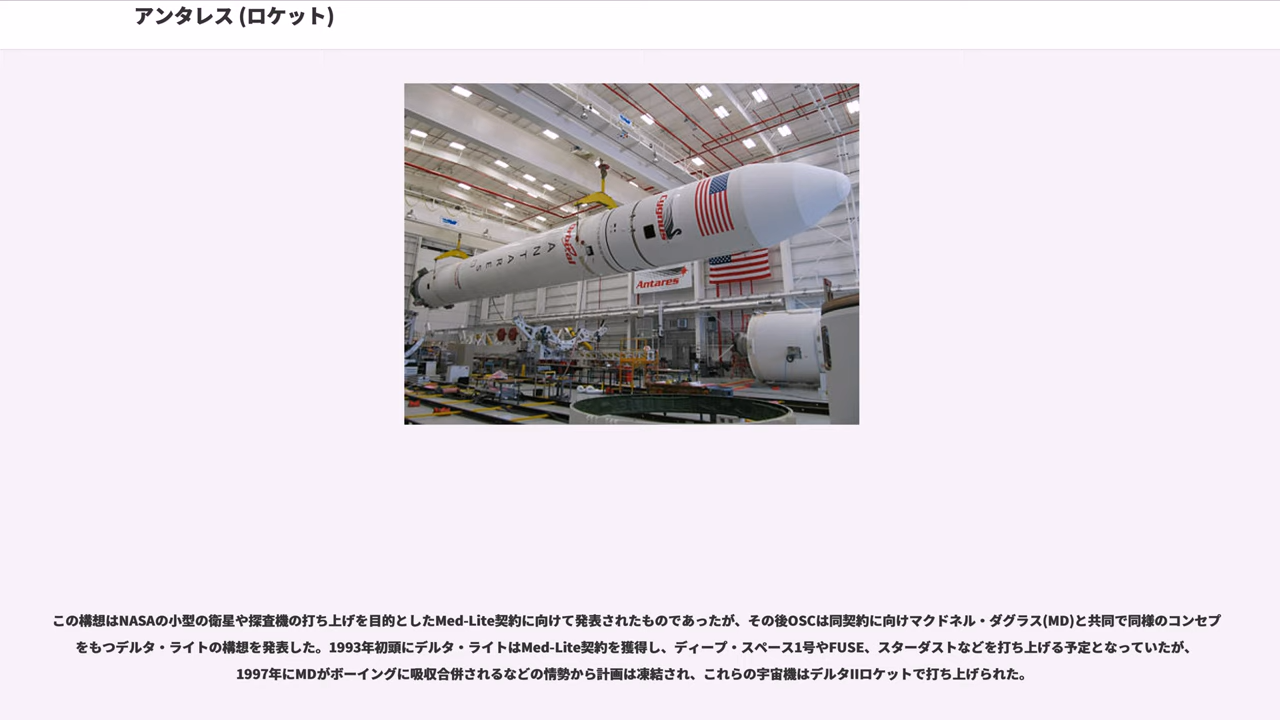 アンタレス (ロケット)
ANTARES
Orbital
Cygnus
Antares
この構想はNASAの小型の衛星や探査機の打ち上げを目的としたMed-Lite契約に向けて発表されたものであったが、その後OSCは同契約に向けマクドネル・ダグラス(MD)と共同で同様のコンセプ
をもつデルタ・ライトの構想を発表した。1993年初頭にデルタ・ライトはMed-Lite契約を獲得し、ディープ・スペース1号やFUSE、スターダストなどを打ち上げる予定となっていたが、
1997年にMDがボーイングに吸収合併されるなどの情勢から計画は凍結され、これらの宇宙機はデルタIIロケットで打ち上げられた。